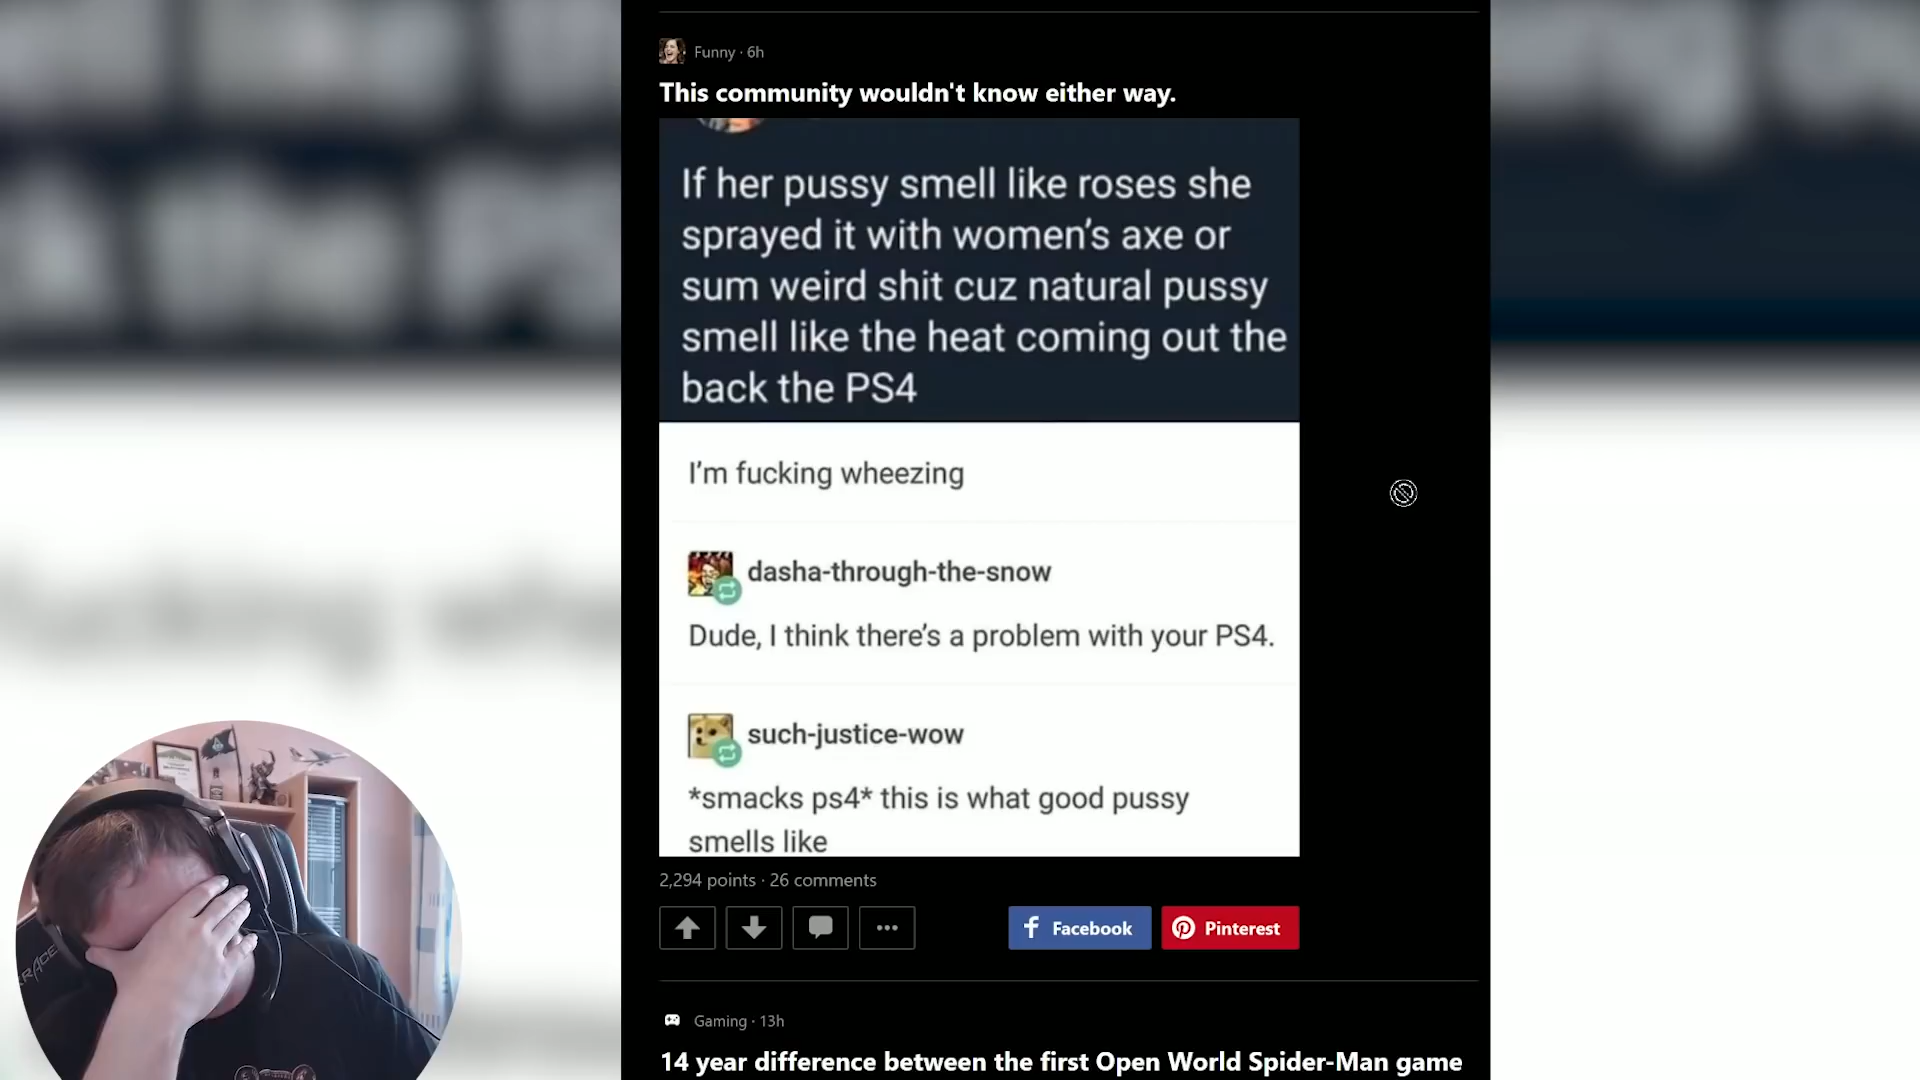 Funny · 6h
This community wouldn't know either way.
If her pussy smell like roses she
sprayed it with women's axe or
sum weird shit cuz natural pussy
smell like the heat coming out the
back the PS4
I'm fucking wheezing
dasha-through-the-snow
Dude, I think there's a problem with your PS4.
such-justice-wow
*smacks ps4* this is what good pussy
smells like
2,294 points · 26 comments
Facebook
Pinterest
Gaming · 13h
14 year difference between the first Open World Spider-Man game